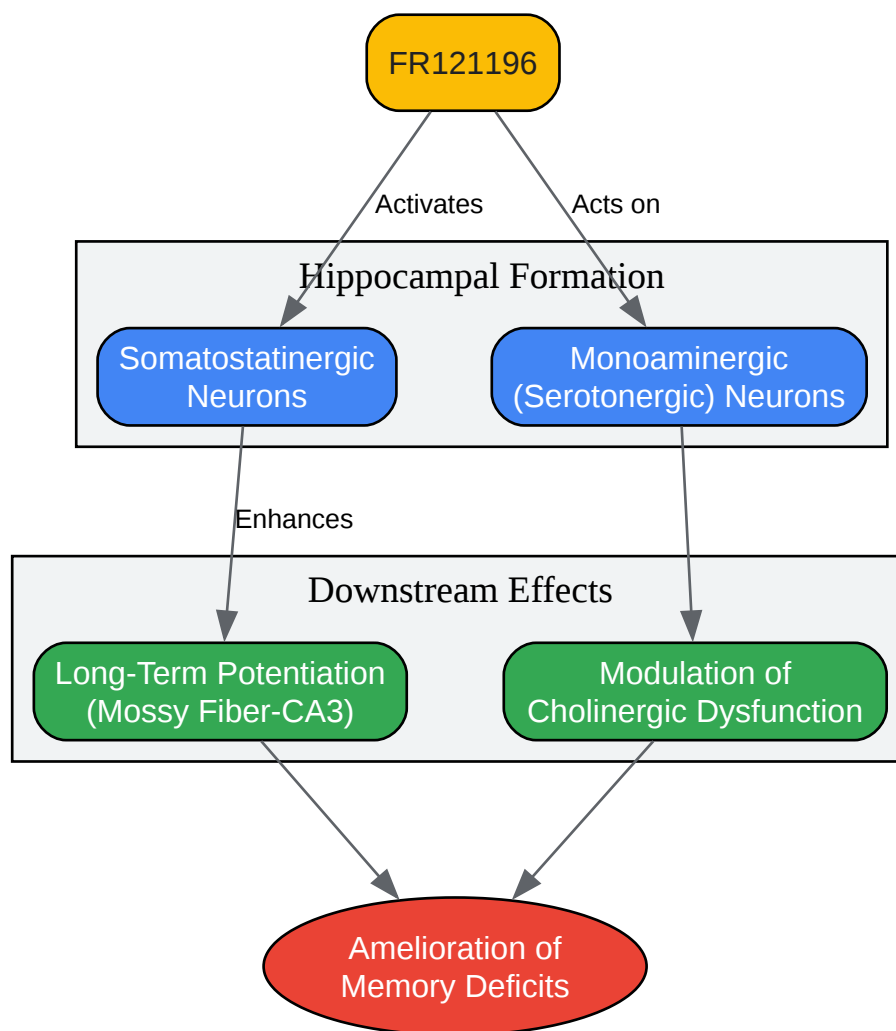 FR121196
Activates
Acts on
Hippocampal Formation
Somatostatinergic
Neurons
Monoaminergic
(Serotonergic) Neurons
Enhances
Downstream Effects
Long-Term Potentiation
(Mossy Fiber-CA3)
Modulation of
Cholinergic Dysfunction
Amelioration of
Memory Deficits